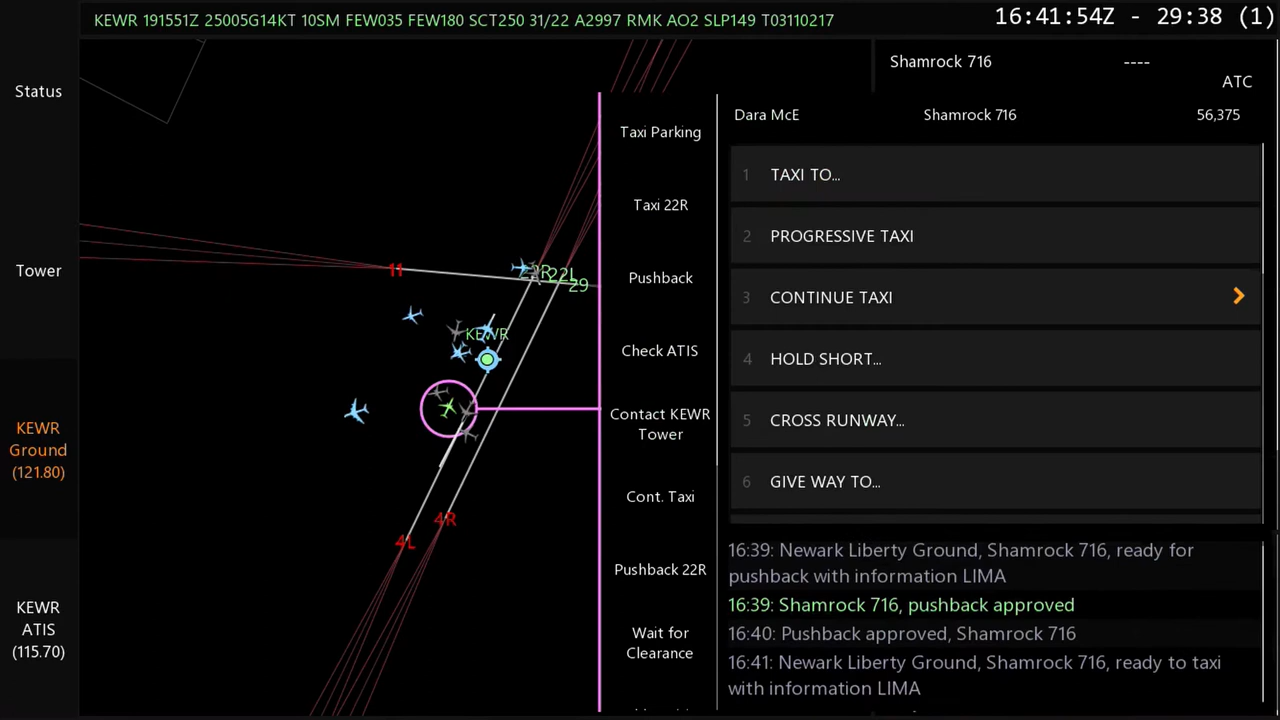 KEWR 191551Z 25005G14KT 10SM FEW035 FEW180 SCT250 31/22 A2997 RMK AO2 SLP149 T03110217
16:41:54Z - 29:38 (1)
Status
Tower
KEWR
Ground
(121.80)
KEWR
ATIS
(115.70)
11
22L
29
KEWR
4R
4L
Taxi Parking
Taxi 22R
Pushback
Check ATIS
Contact KEWR
Tower
Cont. Taxi
Pushback 22R
Wait for
Clearance
Shamrock 716
----
ATC
Dara McE
Shamrock 716
56,375
1 TAXI TO...
2 PROGRESSIVE TAXI
3 CONTINUE TAXI
4 HOLD SHORT...
5 CROSS RUNWAY...
6 GIVE WAY TO...
16:39: Newark Liberty Ground, Shamrock 716, ready for
pushback with information LIMA
16:39: Shamrock 716, pushback approved
16:40: Pushback approved, Shamrock 716
16:41: Newark Liberty Ground, Shamrock 716, ready to taxi
with information LIMA